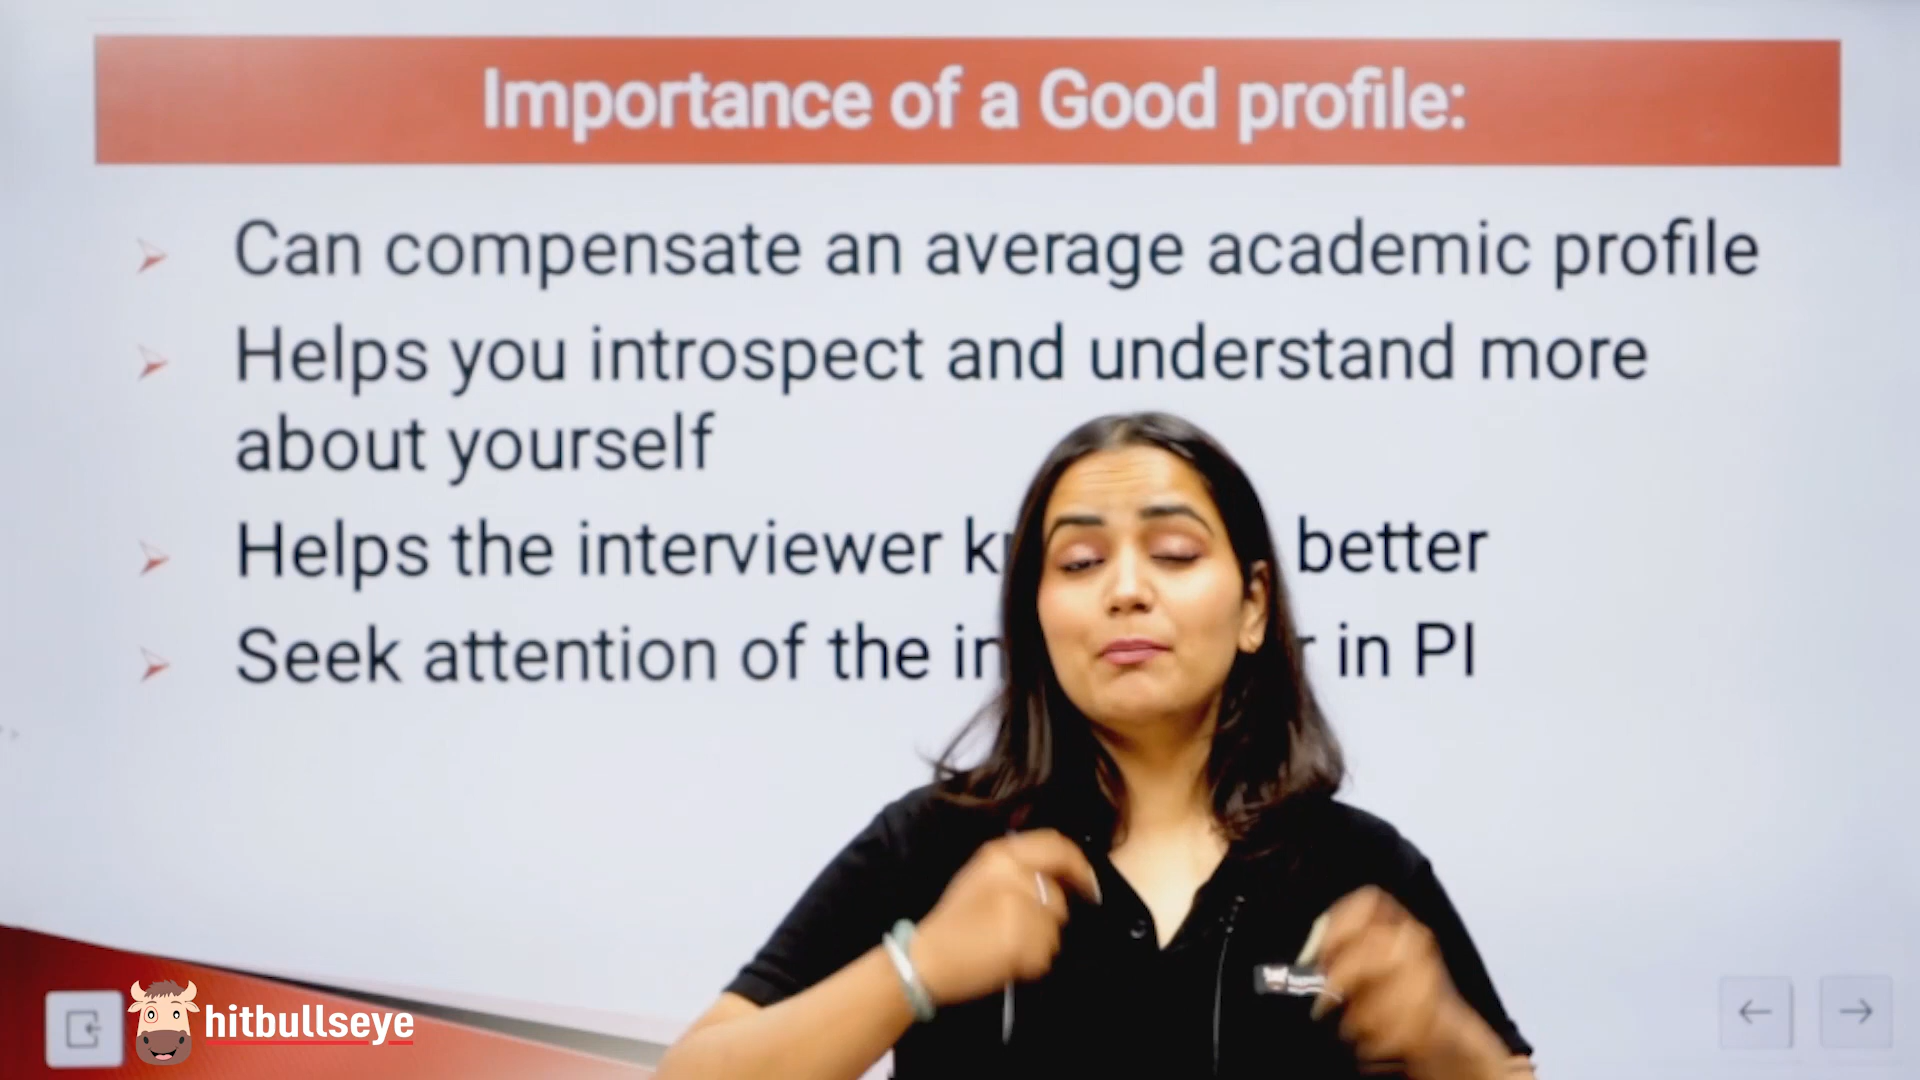 Importance of a Good profile:
Can compensate an average academic profile
Helps you introspect and understand more
about yourself
Helps the interviewer better
Seek attention of the in PI
hitbullseye